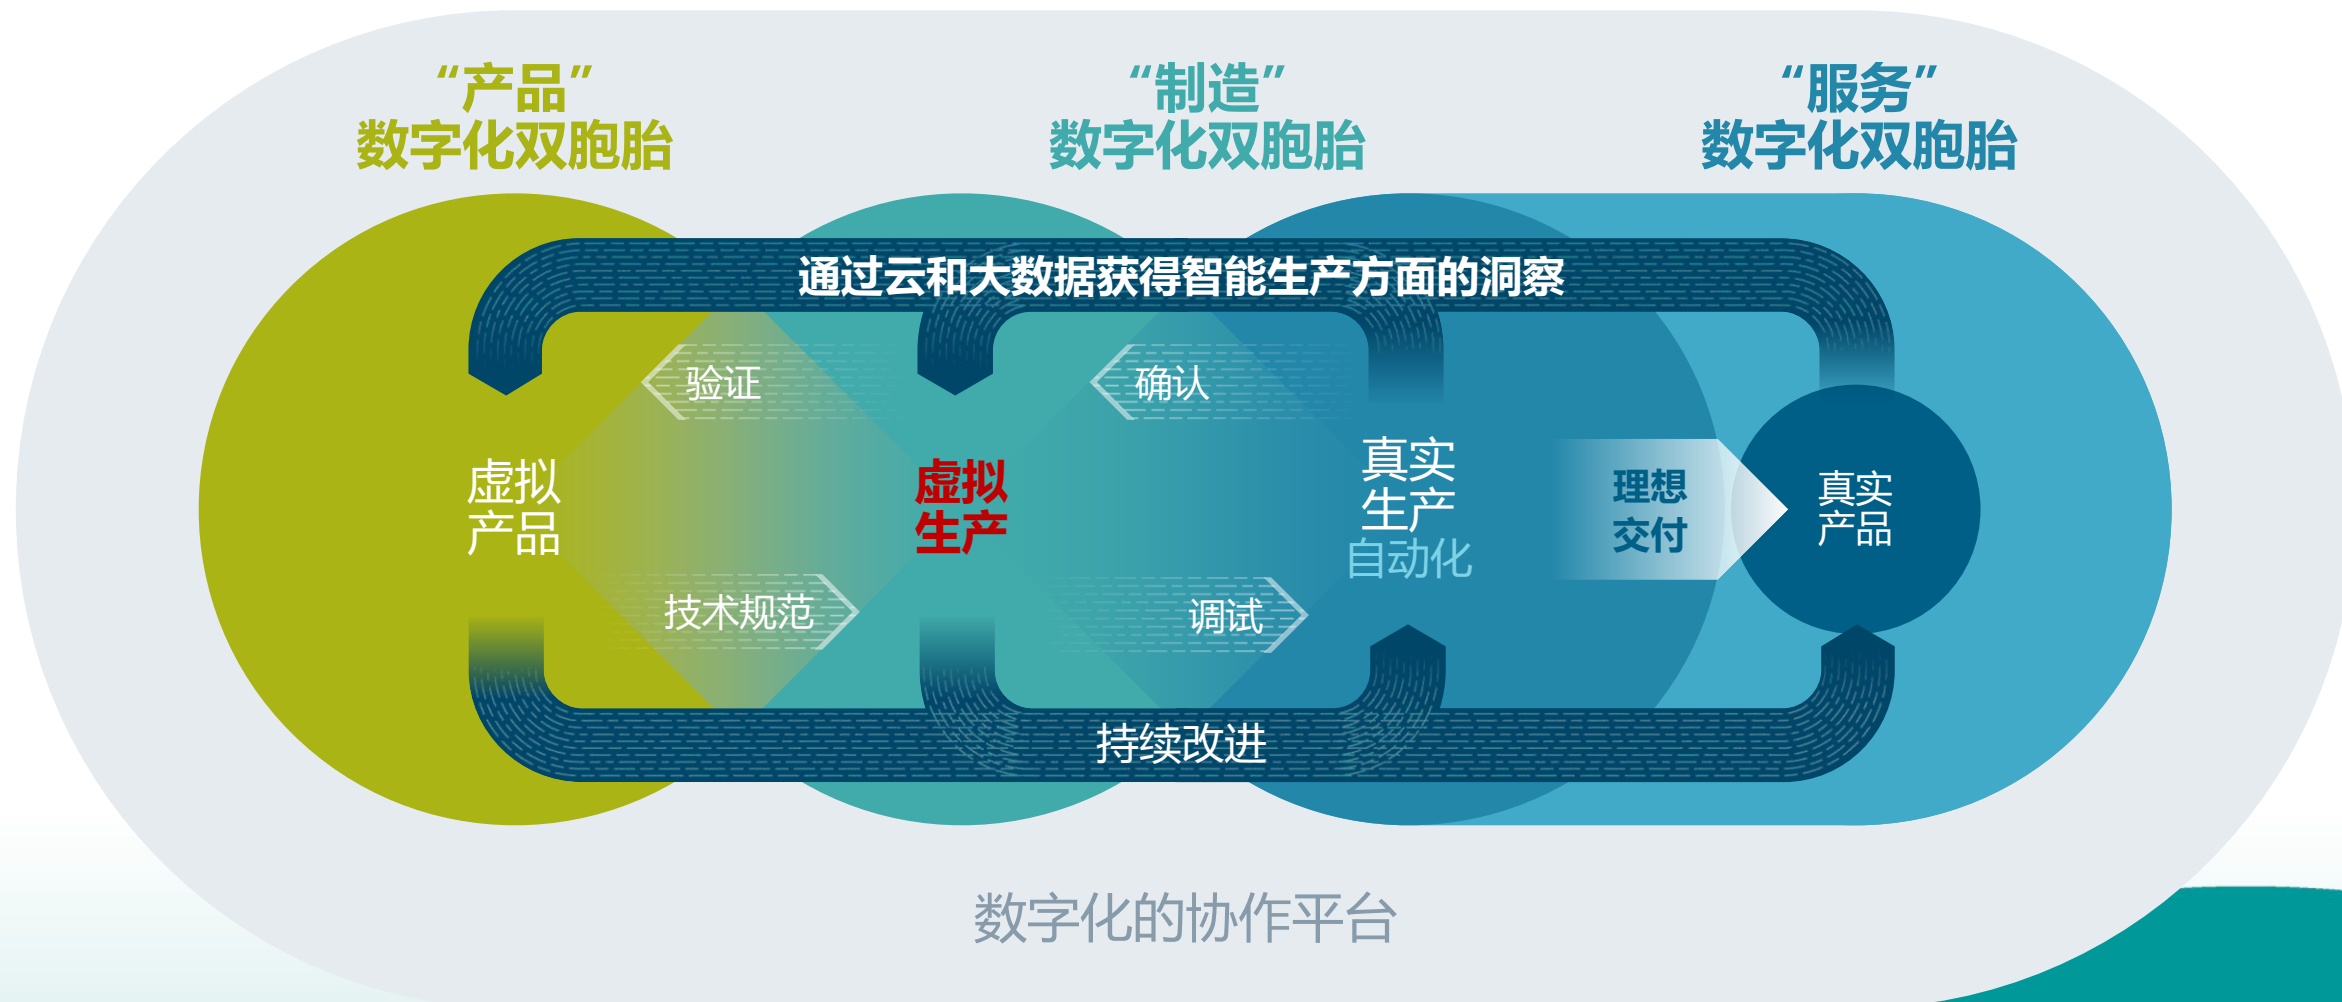 “产品”
数字化双胞胎
“制造”
数字化双胞胎
“服务”
数字化双胞胎
通过云和大数据获得智能生产方面的洞察
验证
确认
虚拟
产品
虚拟
生产
真实
生产
自动化
理想
交付
真实
产品
技术规范
调试
持续改进
数字化的协作平台